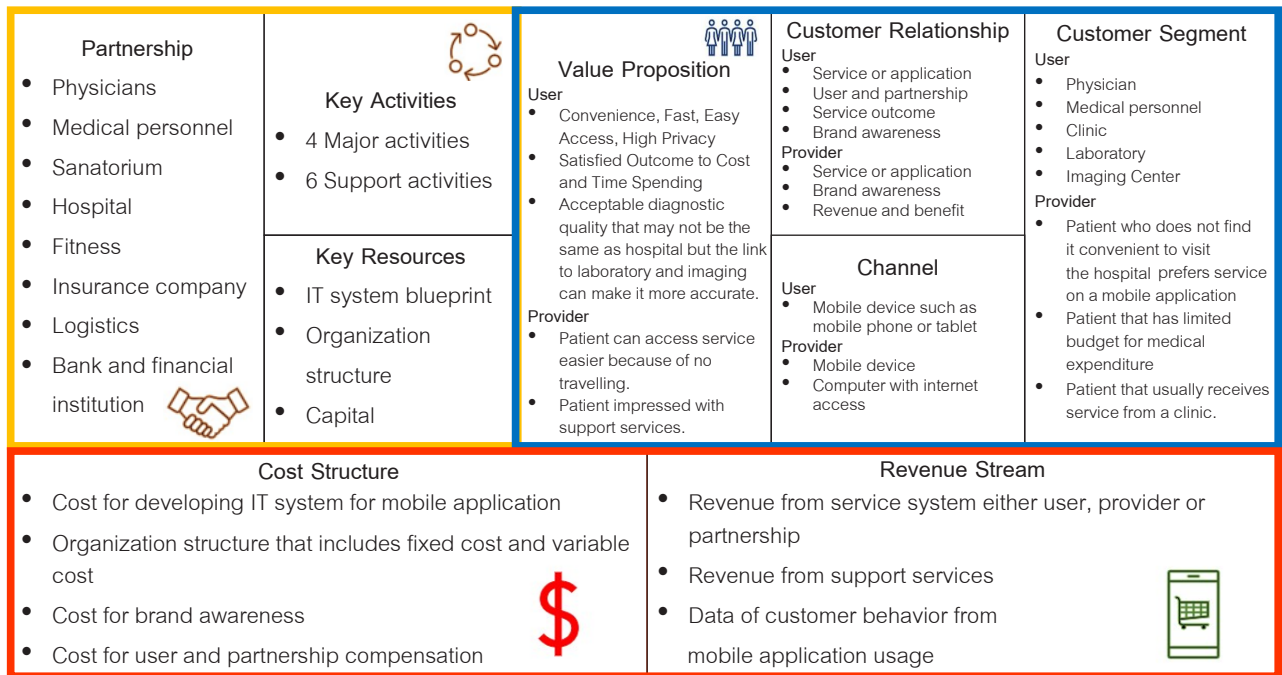 Partnership
• Physicians
• Medical personnel
• Sanatorium
• Hospital
• Fitness
• Insurance company
• Logistics
• Bank and financial
institution
Key Activities
• 4 Major activities
• 6 Support activities
Key Resources
• IT system blueprint
• Organization
structure
• Capital
Value Proposition
User
• Convenience, Fast, Easy
Access, High Privacy
• Satisfied Outcome to Cost
and Time Spending
• Acceptable diagnostic
quality that may not be the
same as hospital but the link
to laboratory and imaging
can make it more accurate.
Provider
• Patient can access service
easier because of no
travelling.
• Patient impressed with
support services.
Customer Relationship
User
• Service or application
• User and partnership
• Service outcome
• Brand awareness
Provider
• Service or application
• Brand awareness
• Revenue and benefit
Channel
User
• Mobile device such as
mobile phone or tablet
Provider
• Mobile device
• Computer with internet
access
Customer Segment
User
• Physician
• Medical personnel
• Clinic
• Laboratory
• Imaging Center
Provider
• Patient who does not find
it convenient to visit
the hospital prefers service
on a mobile application
• Patient that has limited
budget for medical
expenditure
• Patient that usually receives
service from a clinic.
Cost Structure
• Cost for developing IT system for mobile application
• Organization structure that includes fixed cost and variable
cost
• Cost for brand awareness
• Cost for user and partnership compensation
$
Revenue Stream
• Revenue from service system either user, provider or
partnership
• Revenue from support services
• Data of customer behavior from
mobile application usage